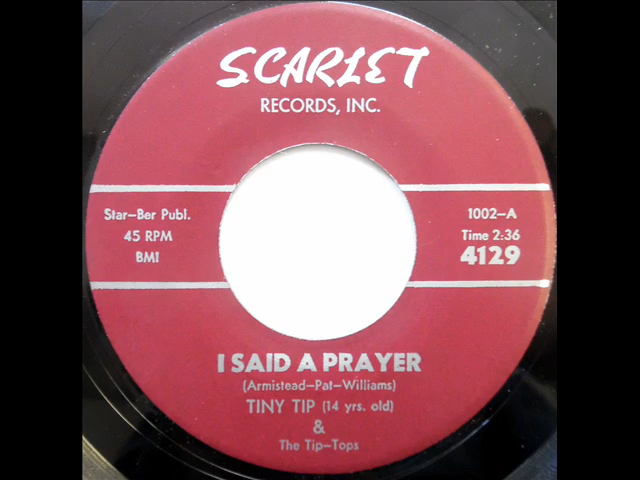 SCARLET
RECORDS, INC.
Star-Ber Publ.
45 RPM
BMI
1002-A
Time 2:36
4129
I SAID A PRAYER
(Armistead-Pat-Williams)
TINY TIP (14 yrs. old)
&
The Tip-Tops